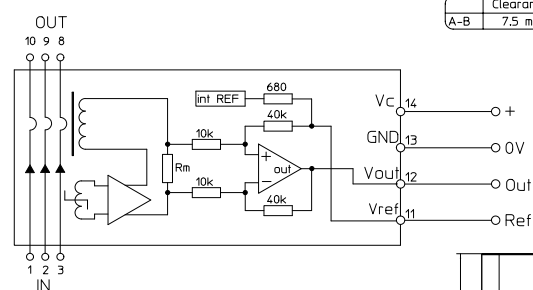 Clearan
A-B 7.5 m
OUT
10 9 8
int REF
680
40k
10k
Rm
10k
+
out
-
40k
Vc 14 +
GND 13 0V
Vout 12 Out
Vref 11 Ref
1 2 3
IN